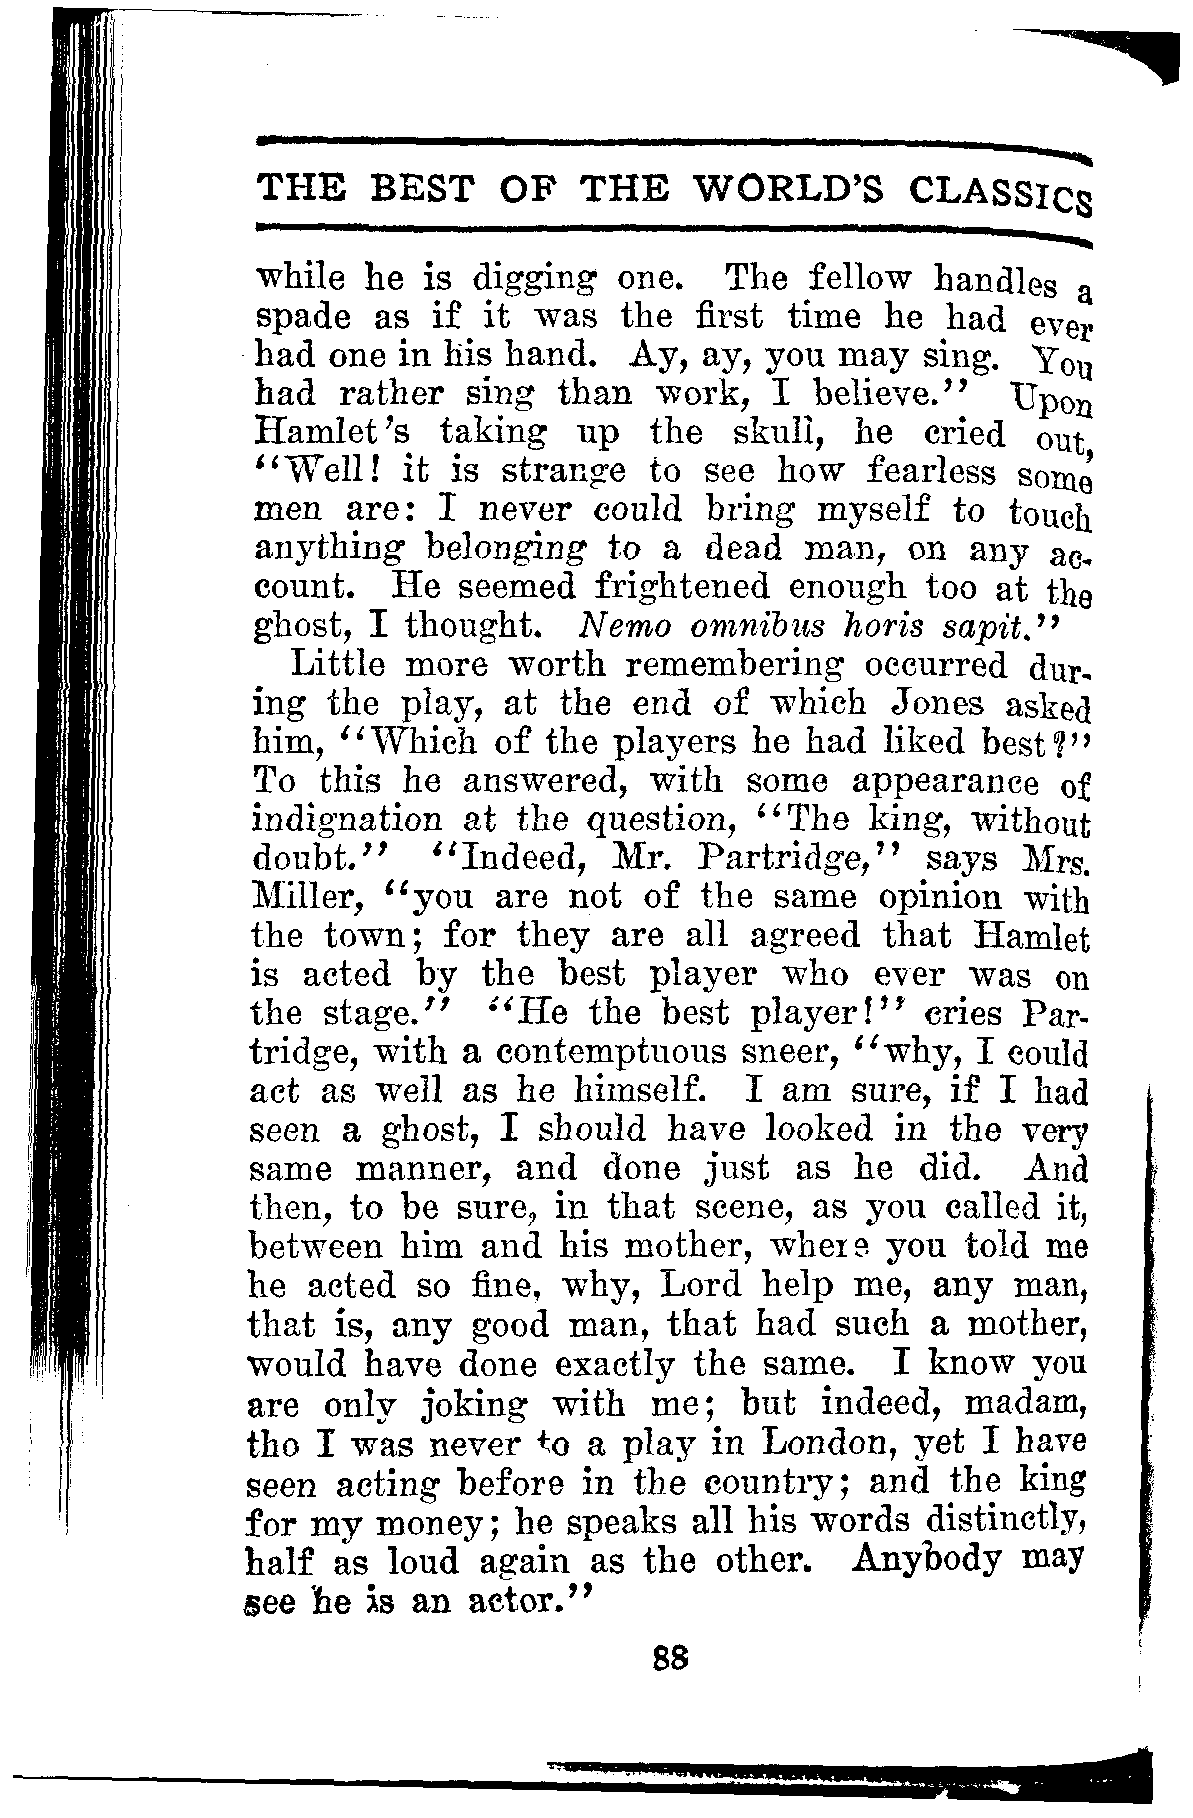 THE BEST OF THE WORLD'S CLASSICS
while he is digging one. The fellow handles a
spade as if it was the first time he had ever
had one in his hand. Ay, ay, you may sing. You
had rather sing than work, I believe." Upon
Hamlet's taking up the skull, he cried out,
"Well! it is strange to see how fearless some
men are: I never could bring myself to touch
anything belonging to a dead man, on any ac-
count. He seemed frightened enough too at the
ghost, I thought. Nemo omnibus horis sapit."
Little more worth remembering occurred dur-
ing the play, at the end of which Jones asked
him, "Which of the players he had liked best?"
To this he answered, with some appearance of
indignation at the question, "The king, without
doubt." "Indeed, Mr. Partridge," says Mrs.
Miller, "you are not of the same opinion with
the town; for they are all agreed that Hamlet
is acted by the best player who ever was on
the stage." "He the best player!" cries Par-
tridge, with a contemptuous sneer, "why, I could
act as well as he himself. I am sure, if I had
seen a ghost, I should have looked in the very
same manner, and done just as he did. And
then, to be sure, in that scene, as you called it,
between him and his mother, where you told me
he acted so fine, why, Lord help me, any man,
that is, any good man, that had such a mother,
would have done exactly the same. I know you
are only joking with me; but indeed, madam,
tho I was never to a play in London, yet I have
seen acting before in the country; and the king
for my money; he speaks all his words distinctly,
half as loud again as the other. Anybody may
see he is an actor."
88